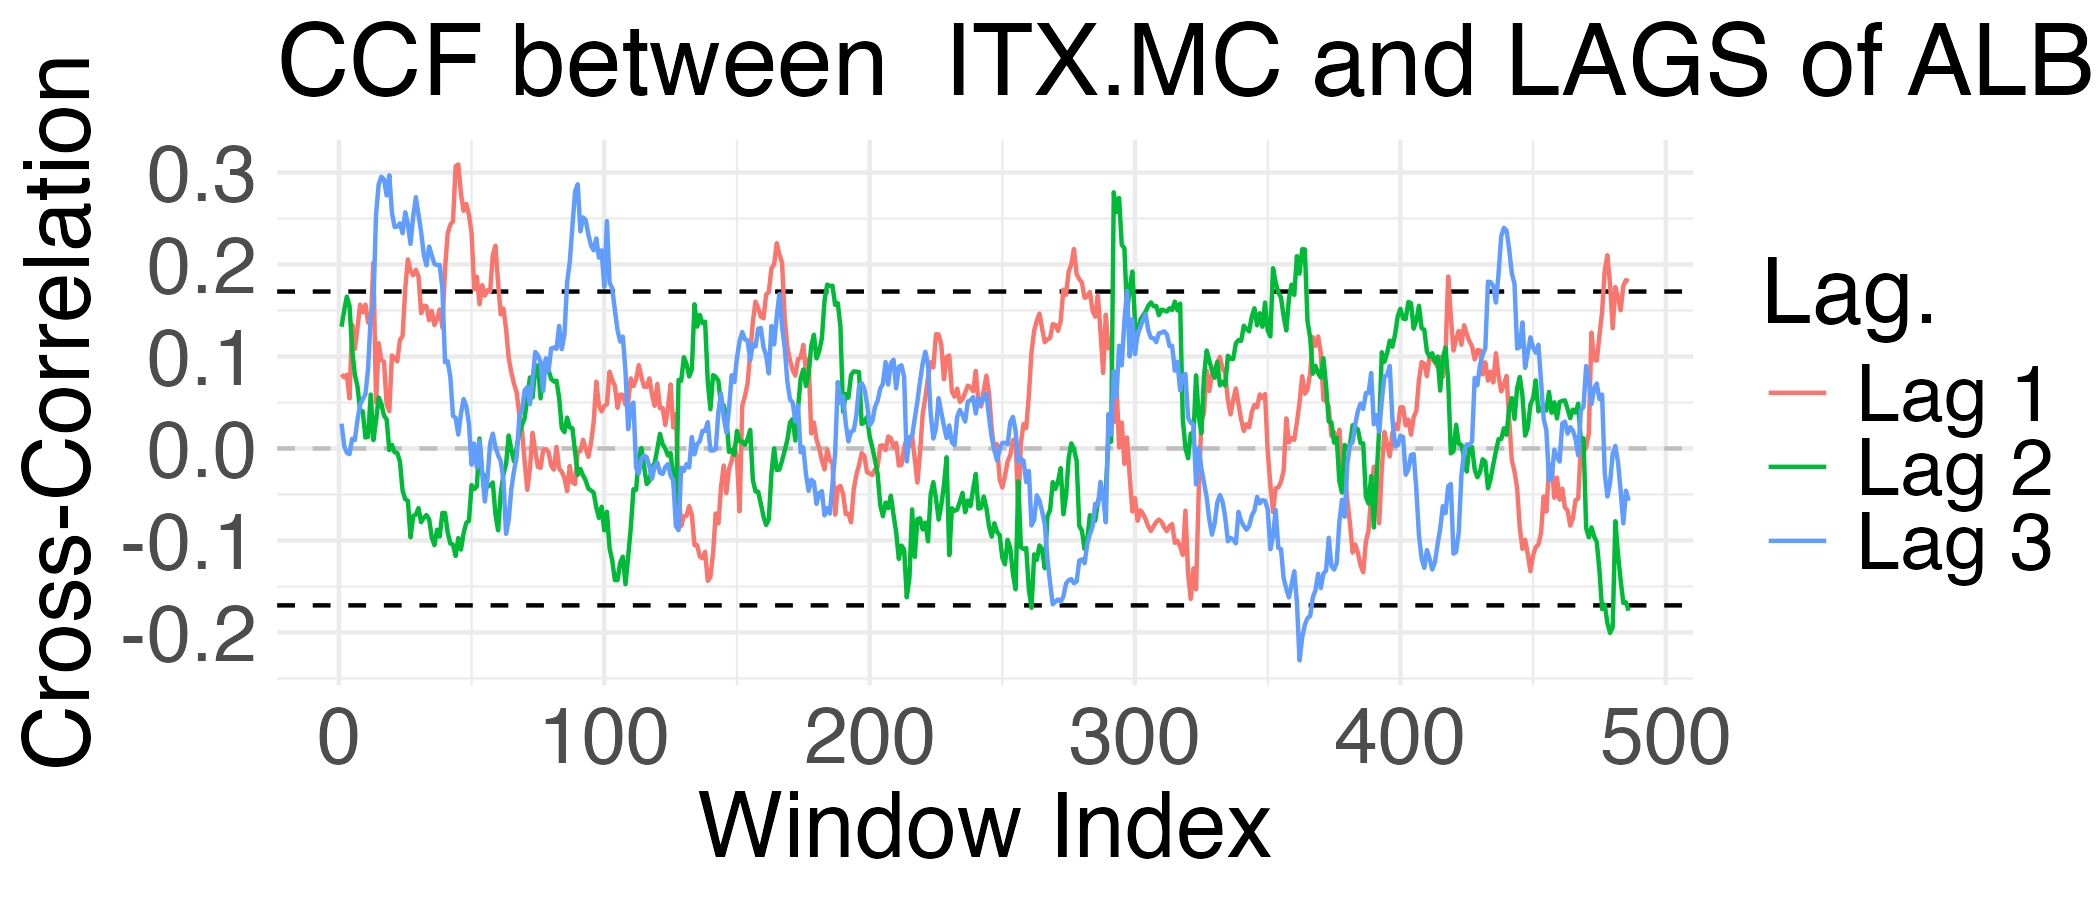 CCF between  ITX.MC and LAGS of ALB
Cross-Correlation
0.3
0.2
0.1
0.0
-0.1
-0.2
0 100 200 300 400 500
Window Index
Lag.
Lag 1
Lag 2
Lag 3